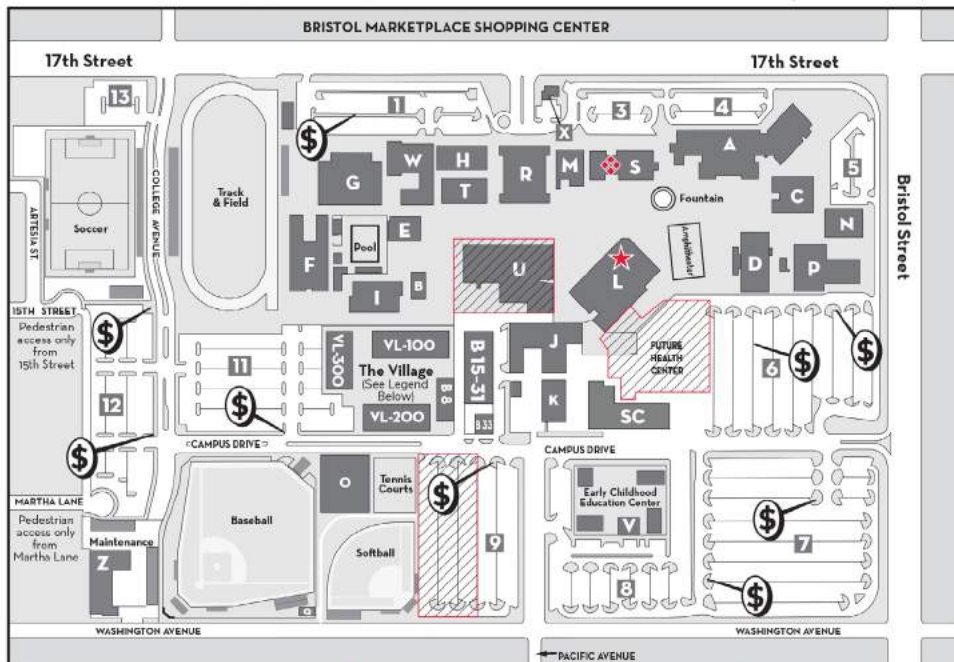 BRISTOL MARKETPLACE SHOPPING CENTER
17th Street
17th Street
13
1
3
4
X
5
$
G
W
H
T
R
M
S
A
C
N
Fountain
Amphitheater
ARTESIA ST.
Soccer
COLLEGE AVENUE
Track
& Field
Bristol Street
F
Pool
E
B
I
U
L
D
P
15TH STREET
Pedestrian
access only
from
15th Street
$
11
VL-300
VL-100
The Village
(See Legend
Below)
VL-200
B 8
B 15-31
B 33
J
K
SC
FUTURE
HEALTH
CENTER
6
$
$
12
$
$
CAMPUS DRIVE
CAMPUS DRIVE
MARTHA LANE
Pedestrian
access only
from
Martha Lane
Maintenance
Z
Baseball
O
Tennis
Courts
Softball
Q
$
9
Early Childhood
Education Center
V
8
$
7
$
WASHINGTON AVENUE
WASHINGTON AVENUE
PACIFIC AVENUE